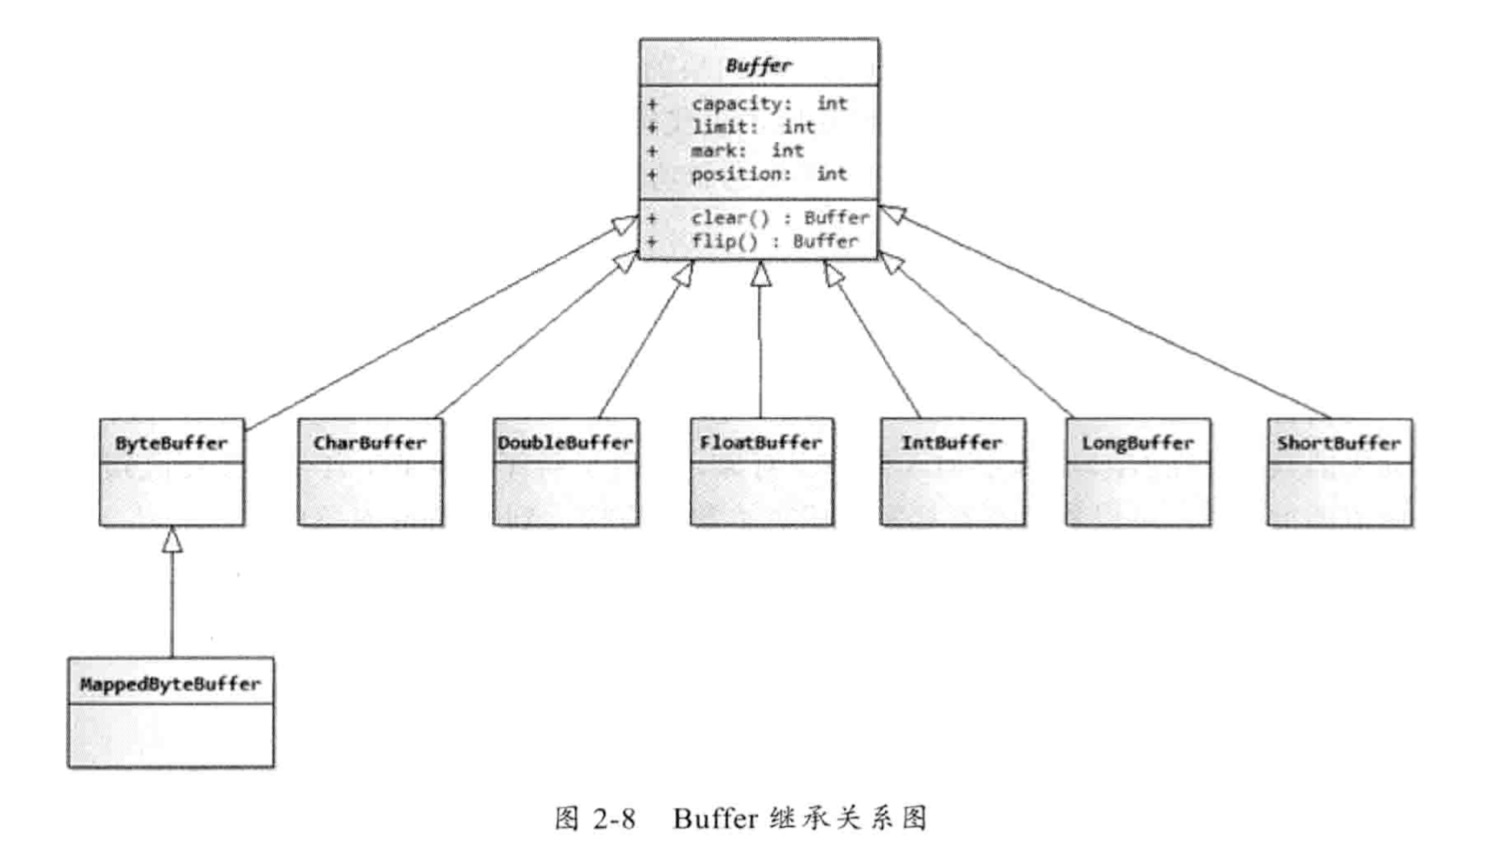 Buffer
+ capacity: int
+ limit: int
+ mark: int
+ position: int
+ clear() : Buffer
+ flip() : Buffer
ByteBuffer CharBuffer DoubleBuffer FloatBuffer IntBuffer LongBuffer ShortBuffer
MappedByteBuffer
图 2-8 Buffer 继承关系图